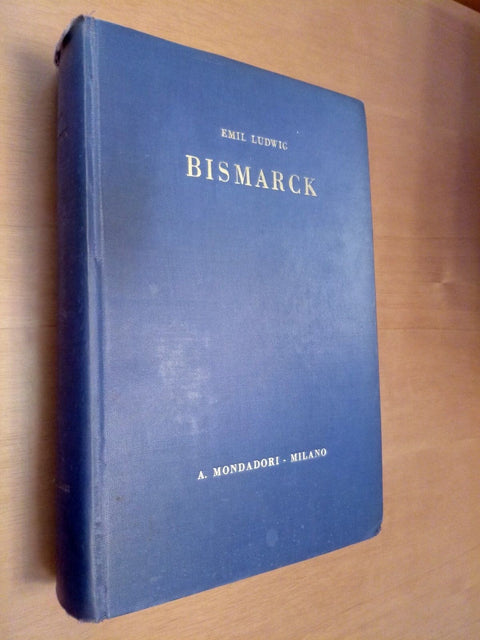 EMIL LUDWIG
BISMARCK
A. MONDADORI - MILANO